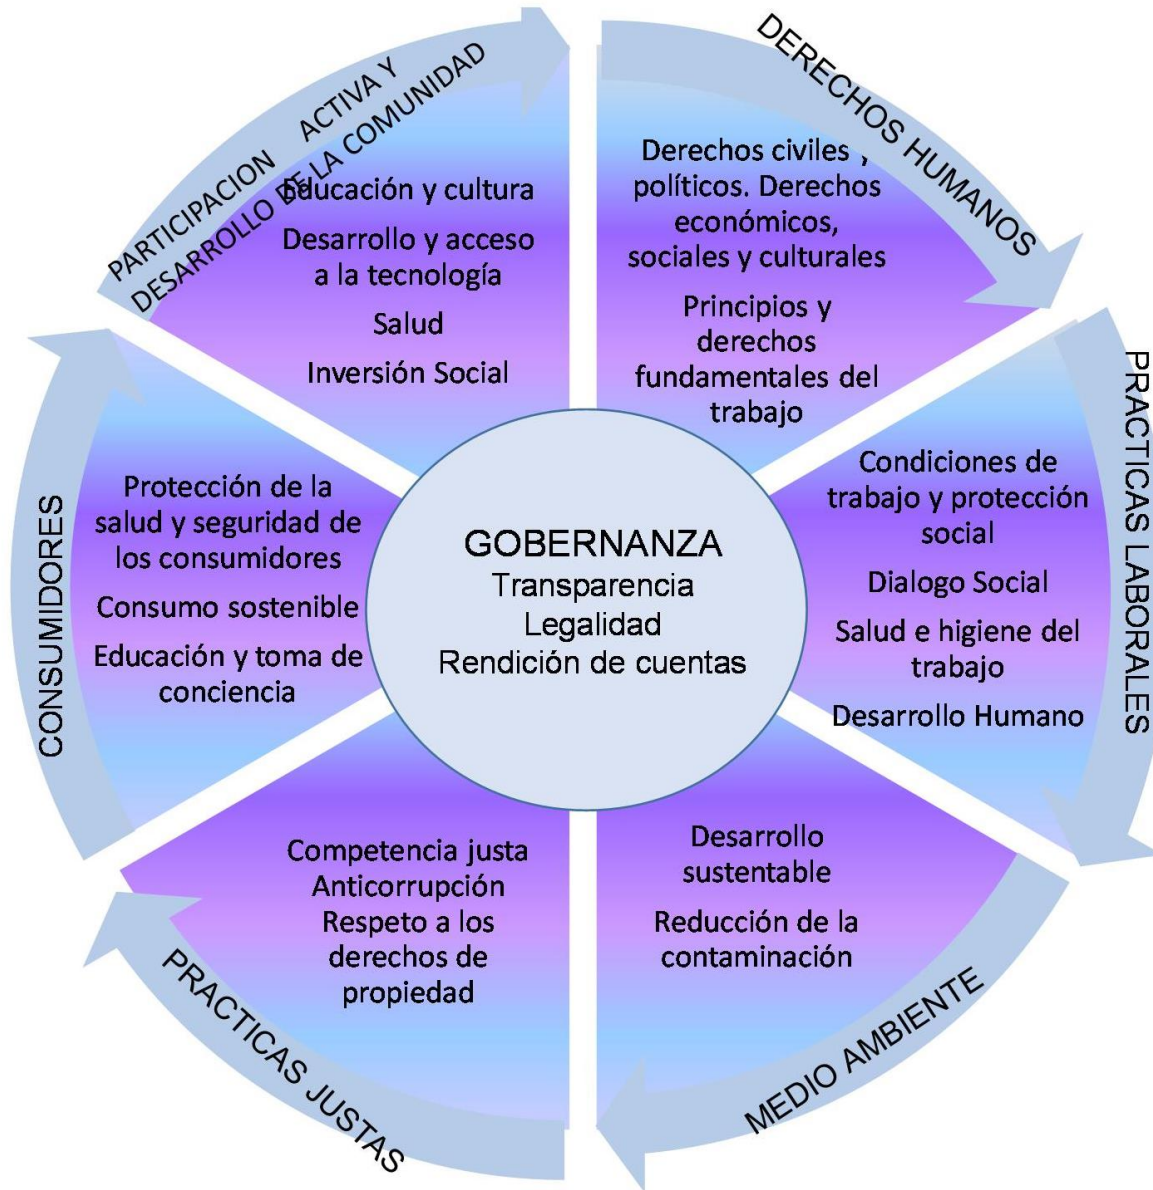 PARTICIPACION ACTIVA Y
DESARROLLO DE LA COMUNIDAD
Educación y cultura
Desarrollo y acceso
a la tecnología
Salud
Inversión Social
DERECHOS HUMANOS
Derechos civiles y
políticos. Derechos
económicos,
sociales y culturales
Principios y
derechos
fundamentales del
trabajo
PRACTICAS LABORALES
Condiciones de
trabajo y protección
social
Dialogo Social
Salud e higiene del
trabajo
Desarrollo Humano
MEDIO AMBIENTE
Desarrollo
sustentable
Reducción de la
contaminación
PRACTICAS JUSTAS
Competencia justa
Anticorrupción
Respeto a los
derechos de
propiedad
CONSUMIDORES
Protección de la
salud y seguridad de
los consumidores
Consumo sostenible
Educación y toma de
conciencia
GOBERNANZA
Transparencia
Legalidad
Rendición de cuentas